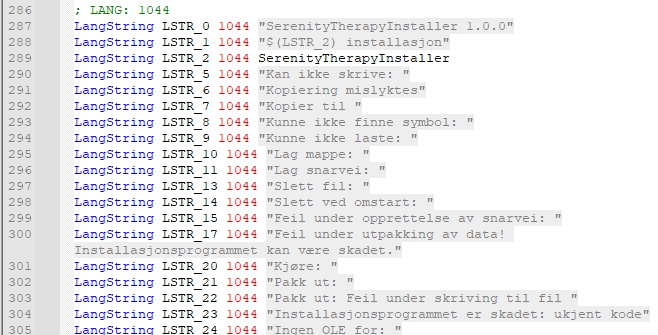 286 ; LANG: 1044
287 LangString LSTR_0 1044 "SerenityTherapyInstaller 1.0.0"
288 LangString LSTR_1 1044 "$(LSTR_2) installasjon"
289 LangString LSTR_2 1044 SerenityTherapyInstaller
290 LangString LSTR_5 1044 "Kan ikke skrive: "
291 LangString LSTR_6 1044 "Kopiering mislyktes"
292 LangString LSTR_7 1044 "Kopier til "
293 LangString LSTR_8 1044 "Kunne ikke finne symbol: "
294 LangString LSTR_9 1044 "Kunne ikke laste: "
295 LangString LSTR_10 1044 "Lag mappe: "
296 LangString LSTR_11 1044 "Lag snarvei: "
297 LangString LSTR_13 1044 "Slett fil: "
298 LangString LSTR_14 1044 "Slett ved omstart: "
299 LangString LSTR_15 1044 "Feil under opprettelse av snarvei: "
300 LangString LSTR_17 1044 "Feil under utpakking av data!
Installasjonsprogrammet kan være skadet."
301 LangString LSTR_20 1044 "Kjøre: "
302 LangString LSTR_21 1044 "Pakk ut: "
303 LangString LSTR_22 1044 "Pakk ut: Feil under skriving til fil "
304 LangString LSTR_23 1044 "Installasjonsprogrammet er skadet: ukjent kode"
305 LangString LSTR_24 1044 "Ingen OLE for: "